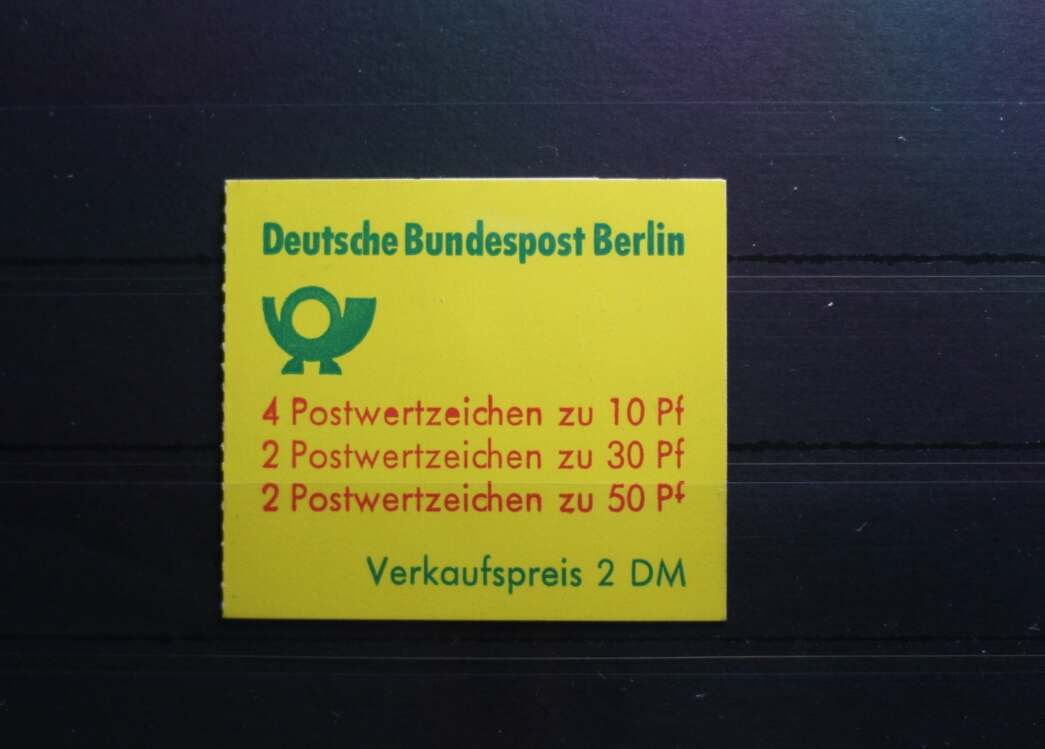 Deutsche Bundespost Berlin
4 Postwertzeichen zu 10 Pf
2 Postwertzeichen zu 30 Pf
2 Postwertzeichen zu 50 Pf
Verkaufspreis 2 DM